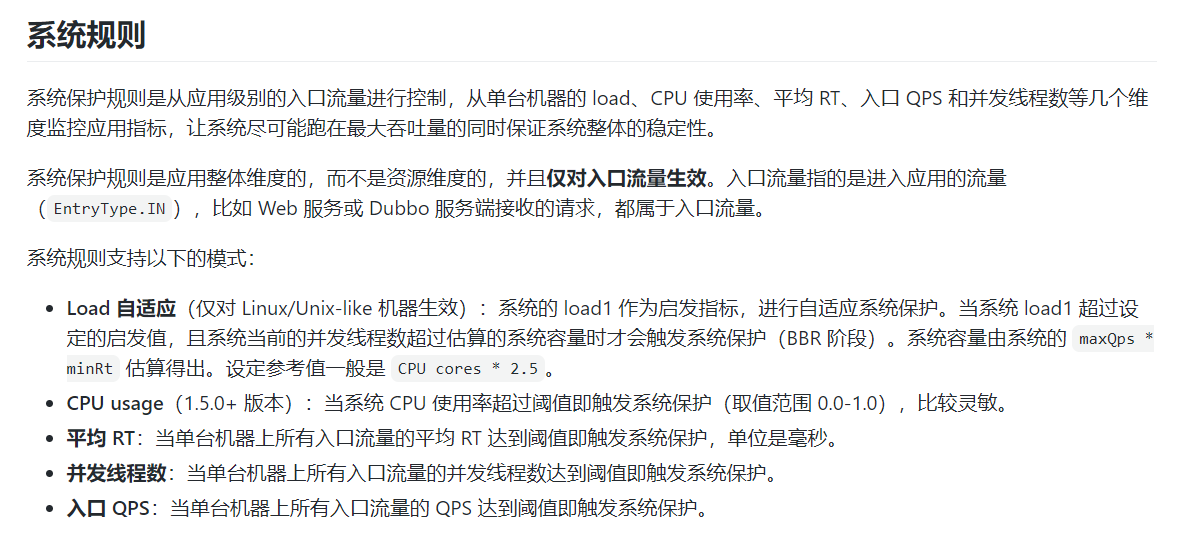 系统规则
系统保护规则是从应用级别的入口流量进行控制，从单台机器的 load、CPU 使用率、平均 RT、入口 QPS 和并发线程数等几个维
度监控应用指标，让系统尽可能跑在最大吞吐量的同时保证系统整体的稳定性。
系统保护规则是应用整体维度的，而不是资源维度的，并且仅对入口流量生效。入口流量指的是进入应用的流量
（EntryType.IN），比如 Web 服务或 Dubbo 服务端接收的请求，都属于入口流量。
系统规则支持以下的模式：
• Load 自适应（仅对 Linux/Unix-like 机器生效）：系统的 load1 作为启发指标，进行自适应系统保护。当系统 load1 超过设
定的启发值，且系统当前的并发线程数超过估算的系统容量时才会触发系统保护（BBR 阶段）。系统容量由系统的 maxQps *
minRt 估算得出。设定参考值一般是 CPU cores * 2.5。
• CPU usage（1.5.0+ 版本）：当系统 CPU 使用率超过阈值即触发系统保护（取值范围 0.0-1.0），比较灵敏。
• 平均 RT：当单台机器上所有入口流量的平均 RT 达到阈值即触发系统保护，单位是毫秒。
• 并发线程数：当单台机器上所有入口流量的并发线程数达到阈值即触发系统保护。
• 入口 QPS：当单台机器上所有入口流量的 QPS 达到阈值即触发系统保护。